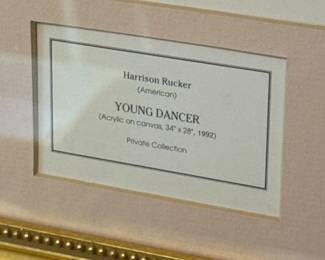 Harrison Rucker
(American)
YOUNG DANCER
(Acrylic on canvas, 34" x 28", 1992)
Private Collection